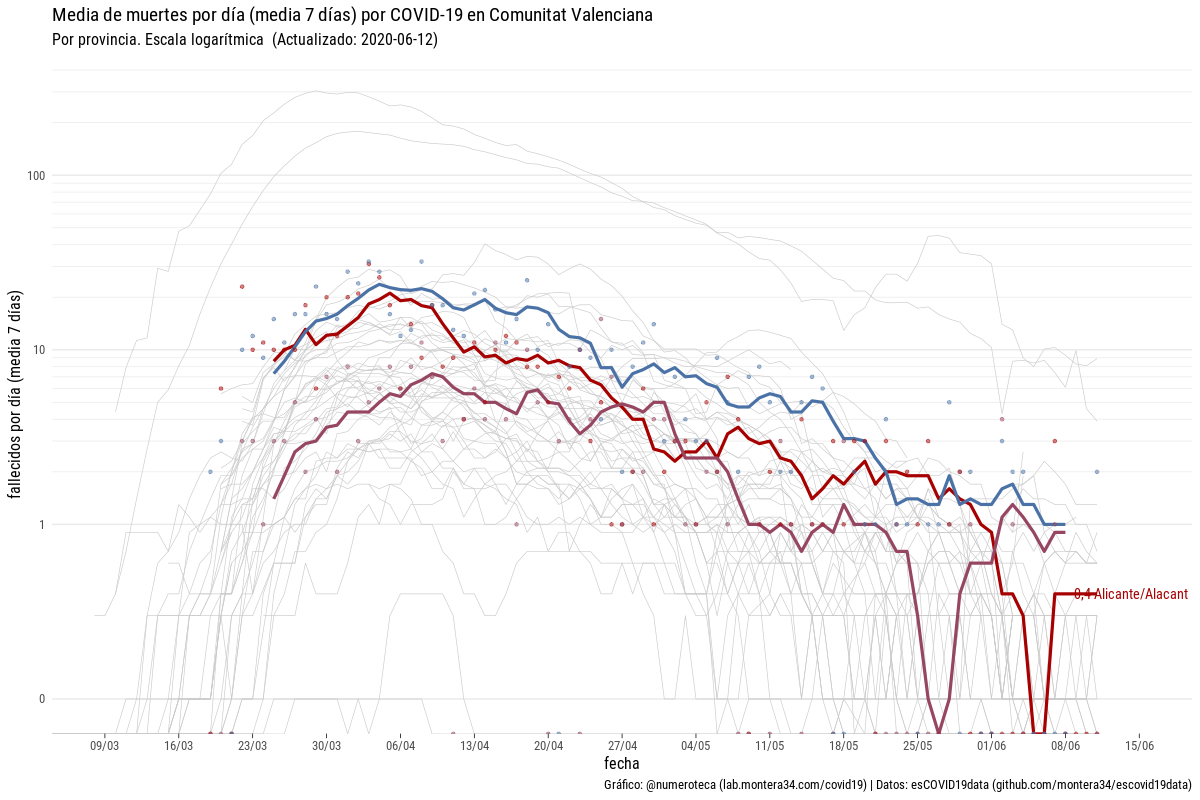 Media de muertes por día (media 7 días) por COVID-19 en Comunitat Valenciana
Por provincia. Escala logarítmica (Actualizado: 2020-06-12)
fallecidos por día (media 7 días)
100
10
1
0
0,4 Alicante/Alacant
09/03 16/03 23/03 30/03 06/04 13/04 20/04 27/04 04/05 11/05 18/05 25/05 01/06 08/06 15/06
fecha
Gráfico: @numeroteca (lab.montera34.com/covid19) | Datos: esCOVID19data (github.com/montera34/escovid19data)